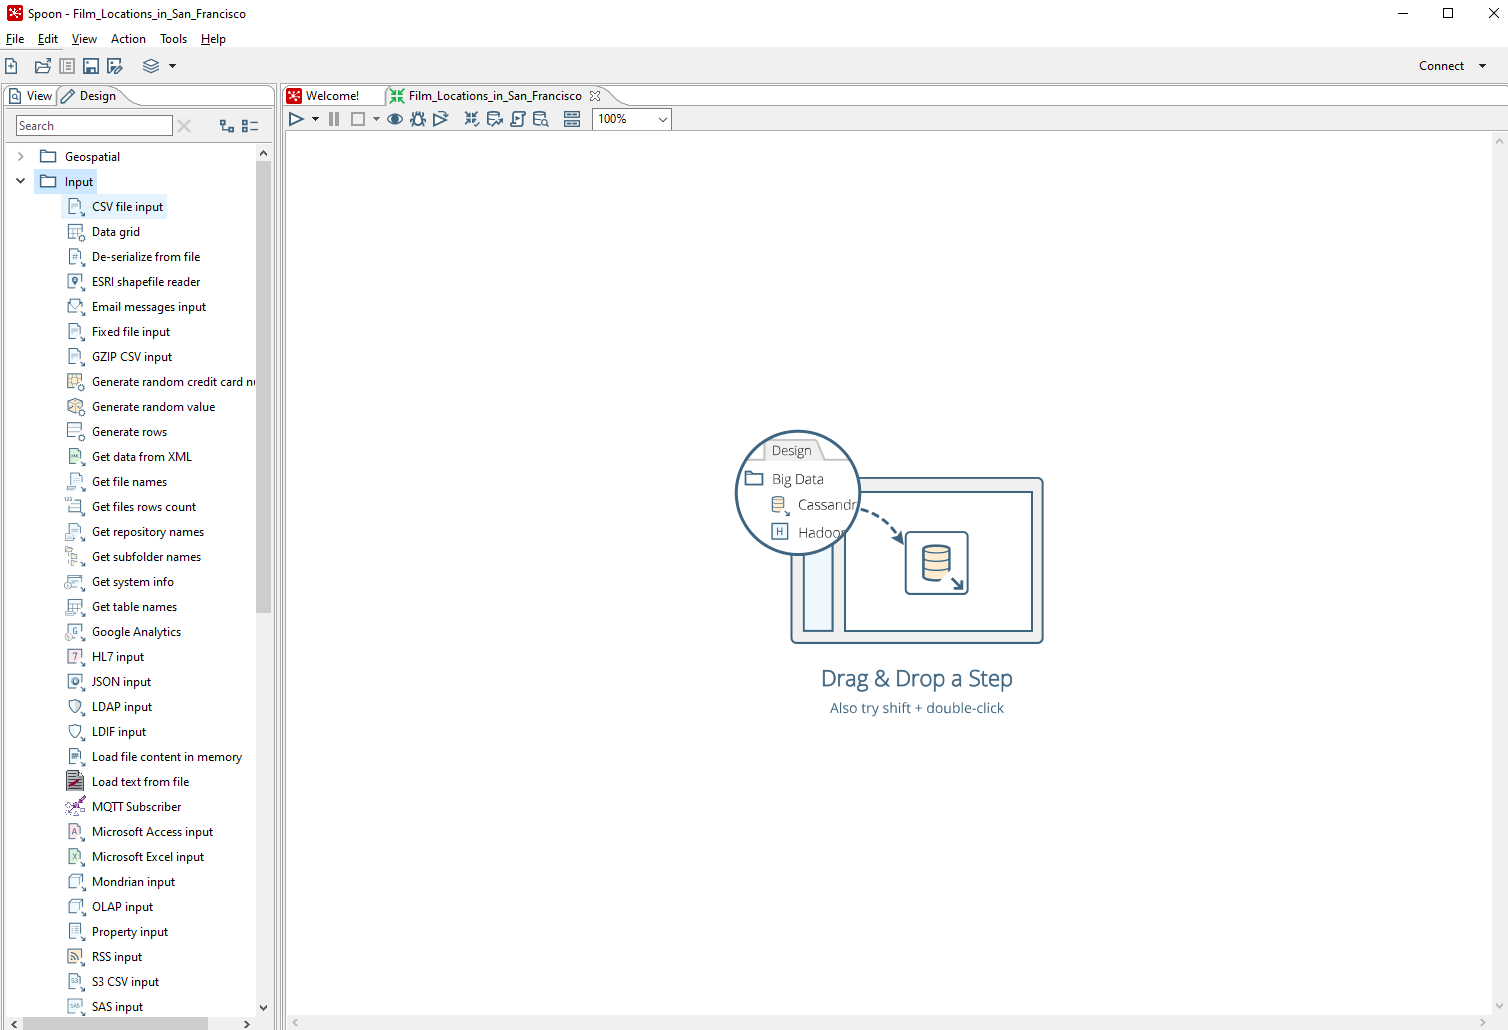 Spoon - Film_Locations_in_San_Francisco
File Edit View Action Tools Help
Connect
View Design
Welcome! Film_Locations_in_San_Francisco
Search
100%
Geospatial
Input
CSV file input
Data grid
De-serialize from file
ESRI shapefile reader
Email messages input
Fixed file input
GZIP CSV input
Generate random credit card nu
Generate random value
Generate rows
Get data from XML
Get file names
Get files rows count
Get repository names
Get subfolder names
Get system info
Get table names
Google Analytics
HL7 input
JSON input
LDAP input
LDIF input
Load file content in memory
Load text from file
MQTT Subscriber
Microsoft Access input
Microsoft Excel input
Mondrian input
OLAP input
Property input
RSS input
S3 CSV input
SAS input
Design
Big Data
Cassandr
H Hadoop
Drag & Drop a Step
Also try shift + double-click